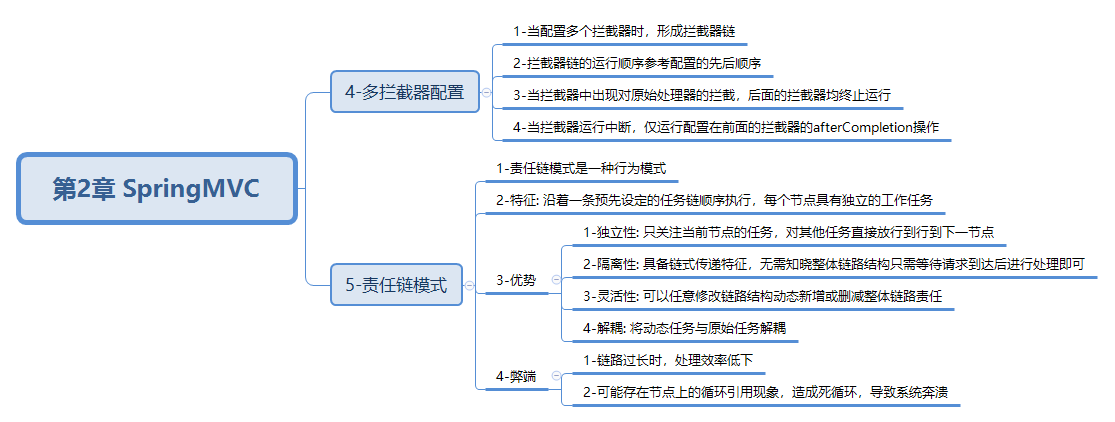 第2章 SpringMVC
4-多拦截器配置
1-当配置多个拦截器时，形成拦截器链
2-拦截器链的运行顺序参考配置的先后顺序
3-当拦截器中出现对原始处理器的拦截，后面的拦截器均终止运行
4-当拦截器运行中断，仅运行配置在前面的拦截器的afterCompletion操作
5-责任链模式
1-责任链模式是一种行为模式
2-特征: 沿着一条预先设定的任务链顺序执行，每个节点具有独立的工作任务
3-优势
1-独立性: 只关注当前节点的任务，对其他任务直接放行到行到下一节点
2-隔离性: 具备链式传递特征，无需知晓整体链路结构只需等待请求到达后进行处理即可
3-灵活性: 可以任意修改链路结构动态新增或删减整体链路责任
4-解耦: 将动态任务与原始任务解耦
4-弊端
1-链路过长时，处理效率低下
2-可能存在节点上的循环引用现象，造成死循环，导致系统奔溃